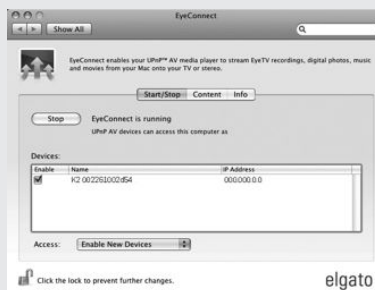 EyeConnect
Show All
EyeConnect enables your UPnP™ AV media player to stream EyeTV recordings, digital photos, music
and movies from your Mac onto your TV or stereo.
Start/Stop Content Info
Stop EyeConnect is running
UPnP AV devices can access this computer as
Devices:
Enable Name IP Address
K2 002261002d54 000.000.0.0
Access: Enable New Devices
Click the lock to prevent further changes.
elgato